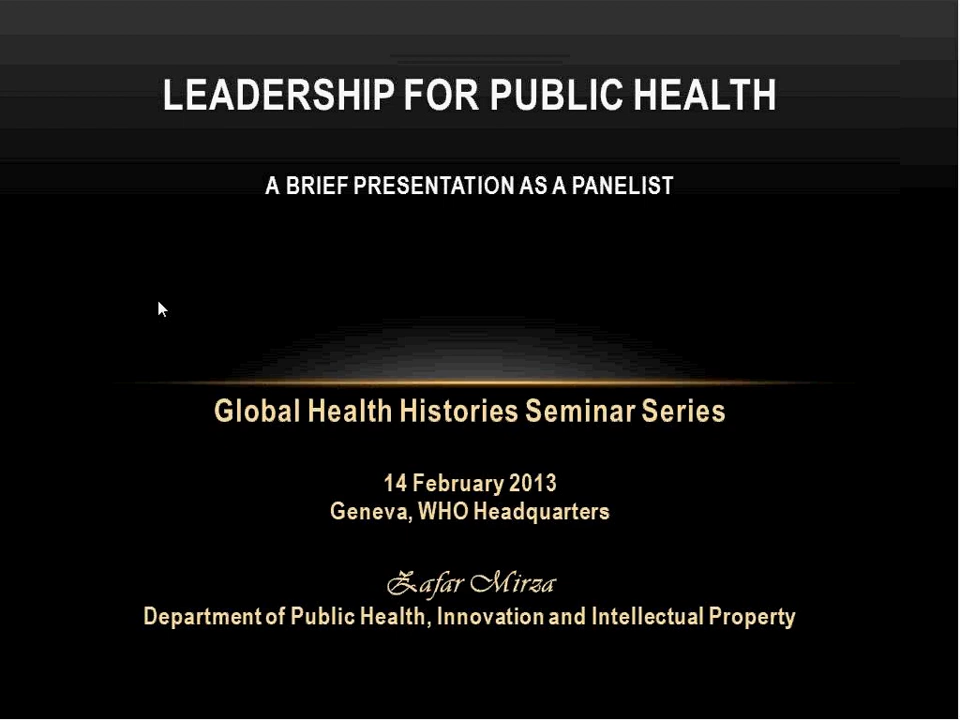 LEADERSHIP FOR PUBLIC HEALTH
A BRIEF PRESENTATION AS A PANELIST
Global Health Histories Seminar Series
14 February 2013
Geneva, WHO Headquarters
Zafar Mirza
Department of Public Health, Innovation and Intellectual Property